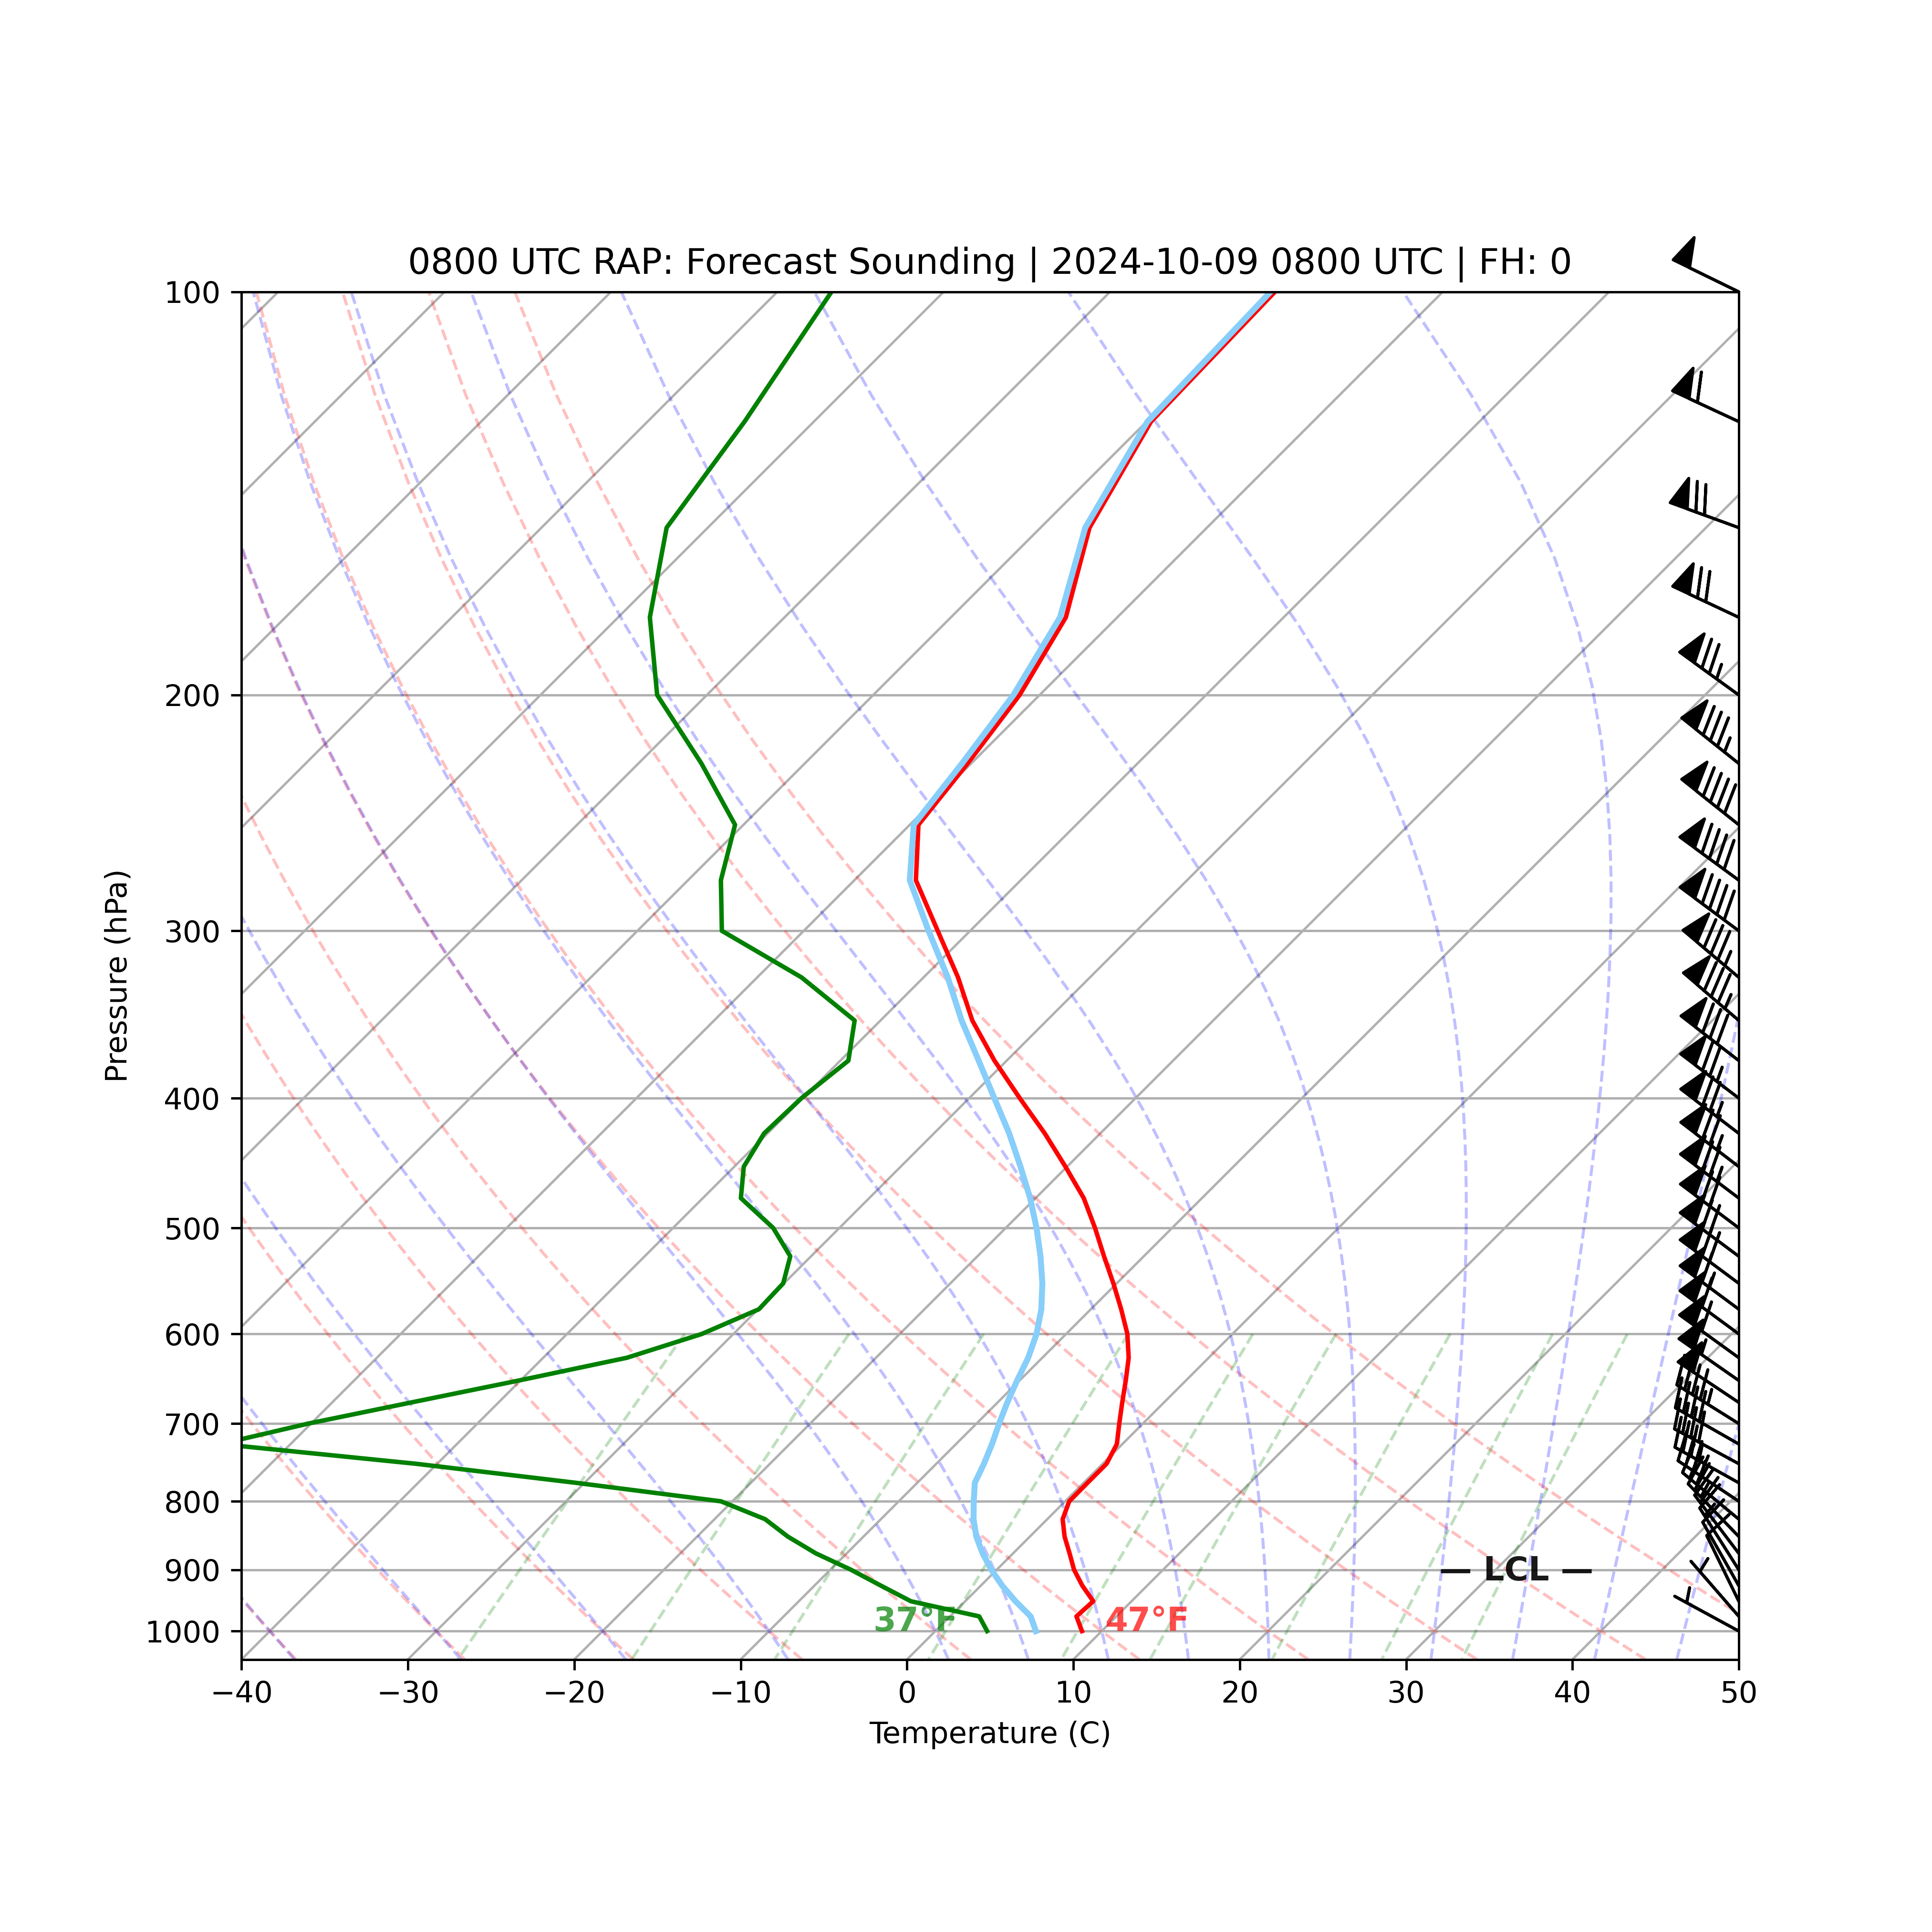 0800 UTC RAP: Forecast Sounding | 2024-10-09 0800 UTC | FH: 0
100
200
300
400
500
600
700
800
900
1000
Pressure (hPa)
— LCL —
37°F
47°F
−40 −30 −20 −10 0 10 20 30 40 50
Temperature (C)